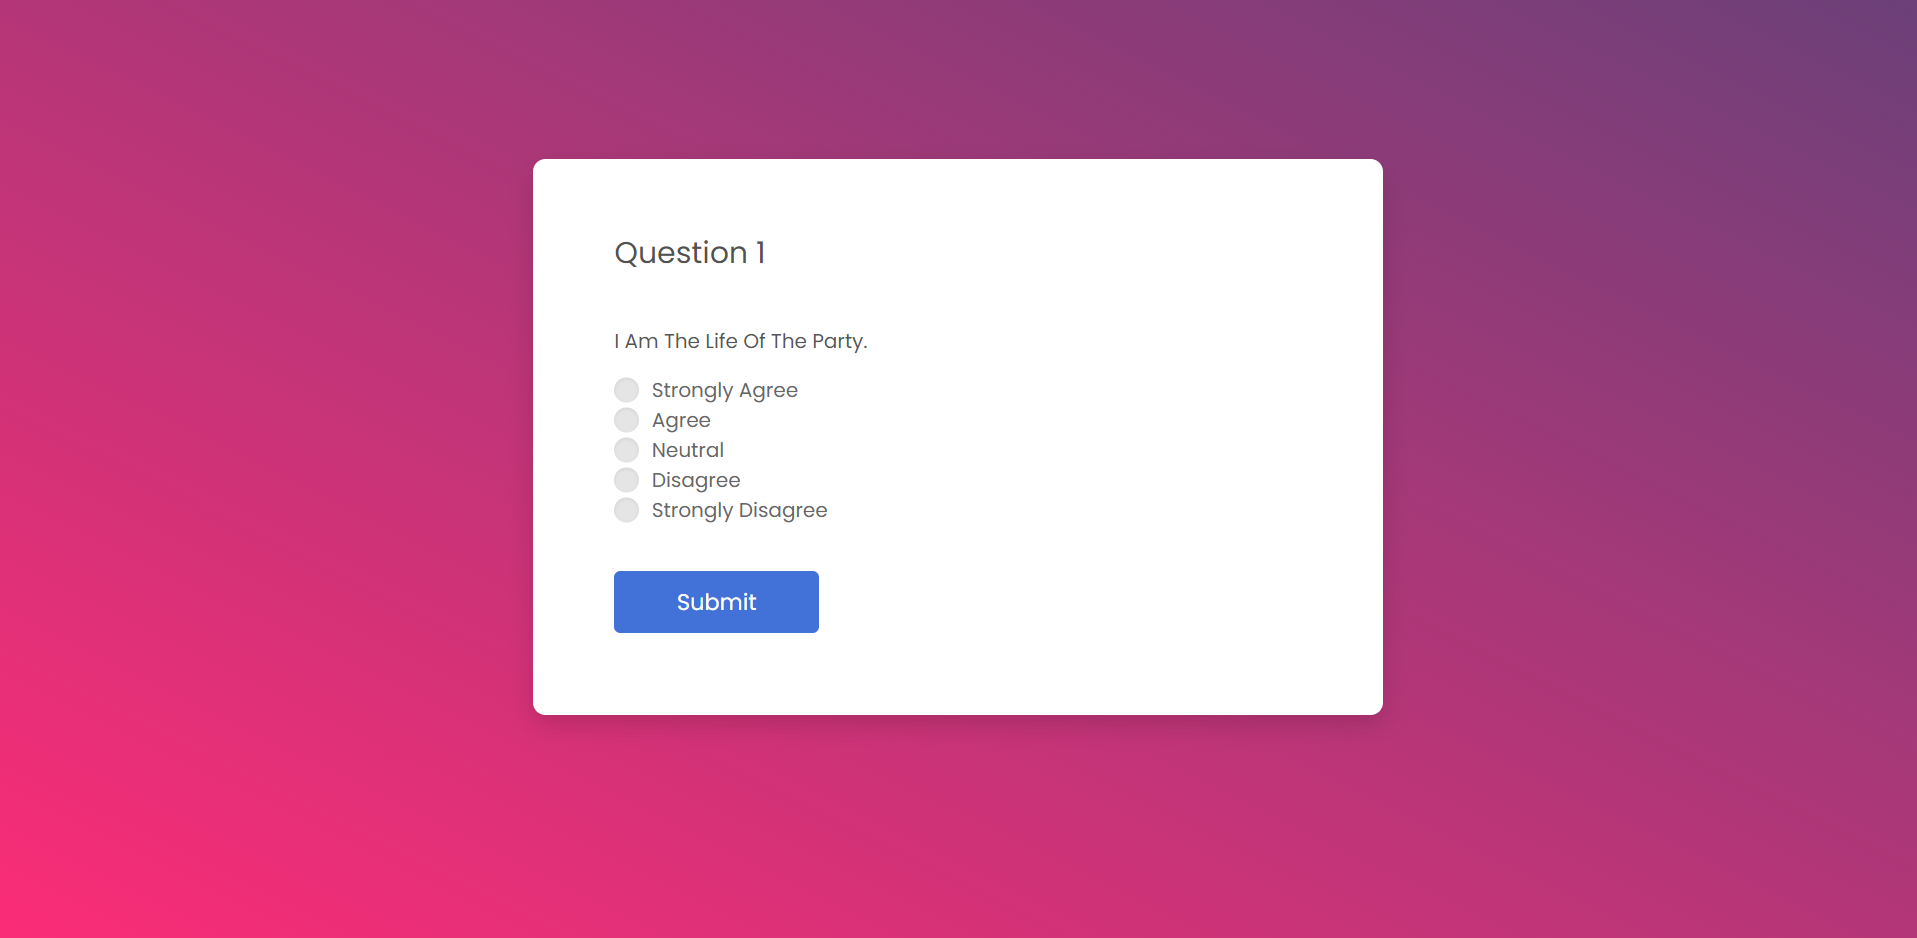 Question 1
I Am The Life Of The Party.
Strongly Agree
Agree
Neutral
Disagree
Strongly Disagree
Submit